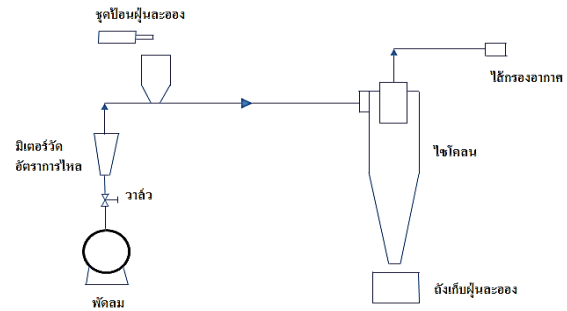 ชุดป้อนฝุ่นละออง
ไส้กรองอากาศ
มิเตอร์วัด
อัตราการไหล
ไซโคลน
วาล์ว
ถังเก็บฝุ่นละออง
พัดลม